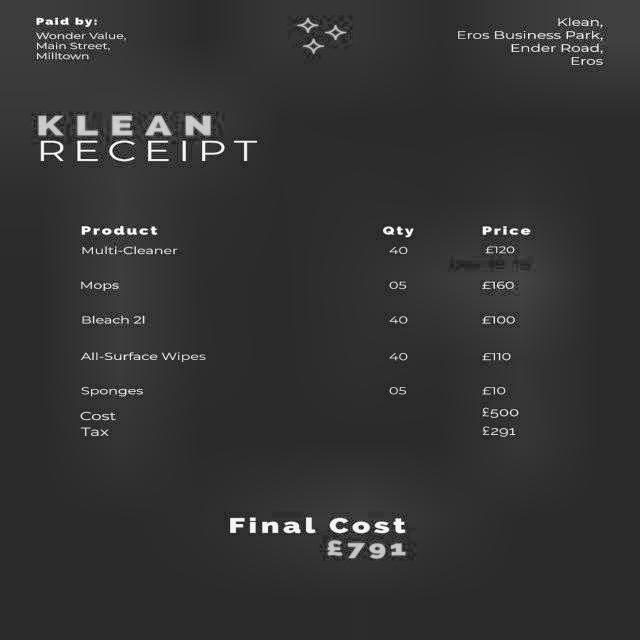 Paid by:
Wonder Value,
Main Street,
Milltown
Klean,
Eros Business Park,
Ender Road,
Eros
KLEAN
RECEIPT
Product Qty Price
Multi-Cleaner 40 £120
Mops 05 £160
Bleach 2l 40 £100
All-Surface Wipes 40 £110
Sponges 05 £10
Cost £500
Tax £291
Final Cost
£791